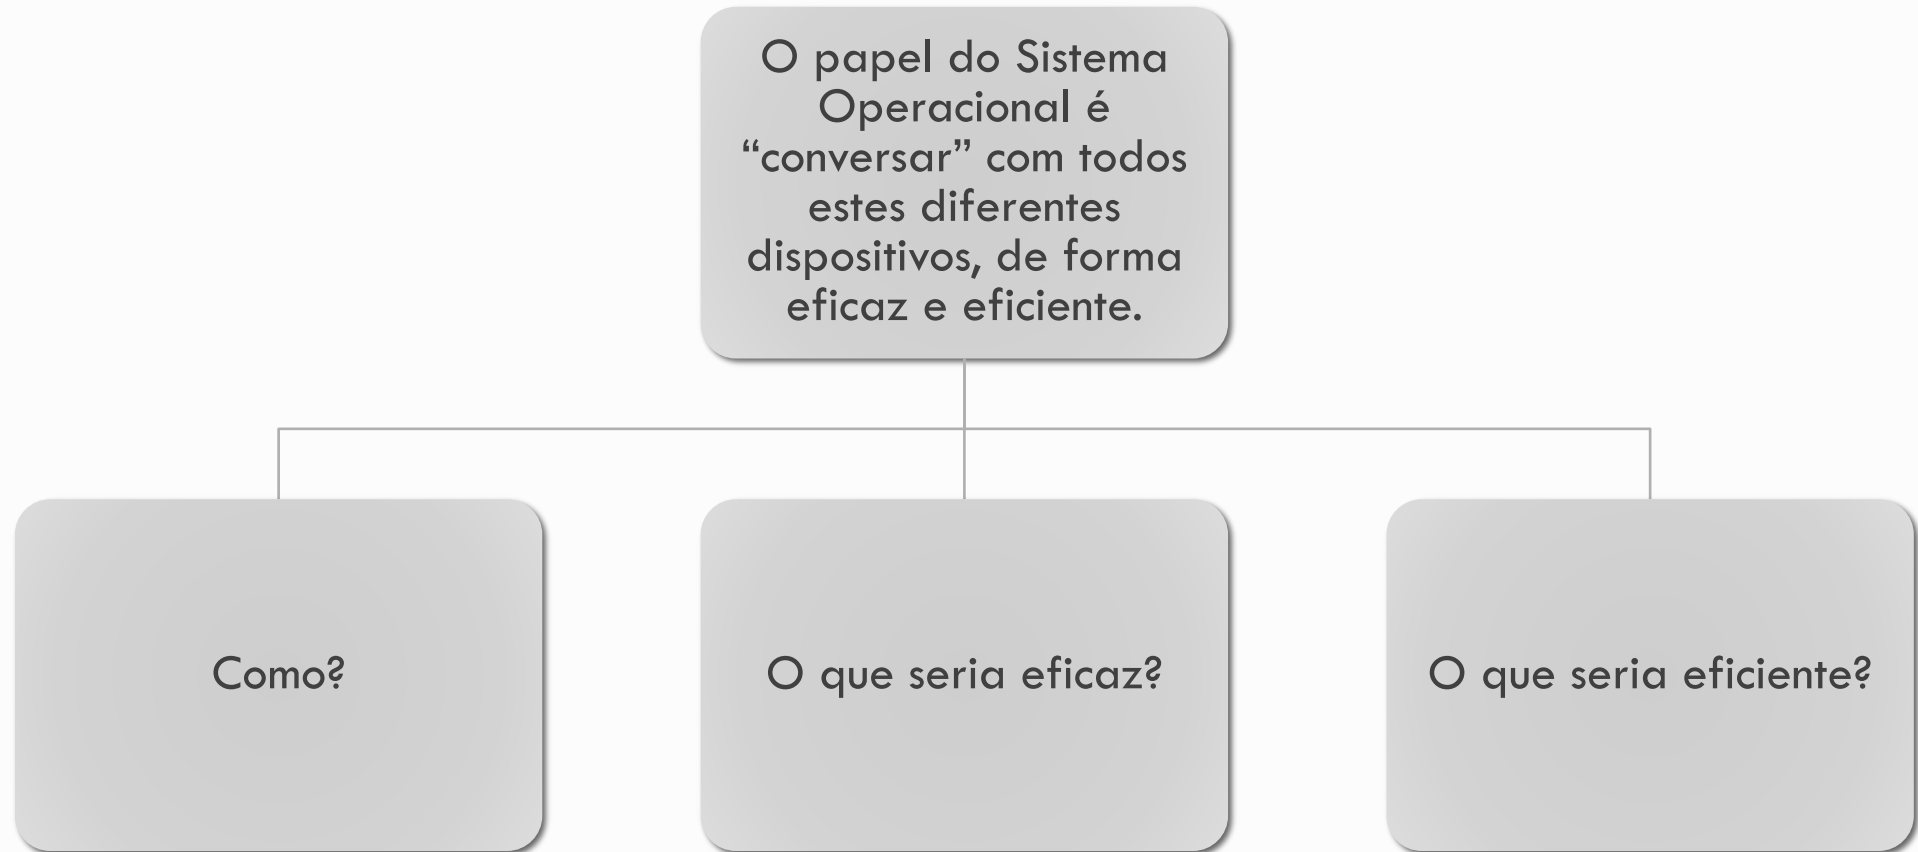 O papel do Sistema
Operacional é
“conversar” com todos
estes diferentes
dispositivos, de forma
eficaz e eficiente.
Como?
O que seria eficaz?
O que seria eficiente?